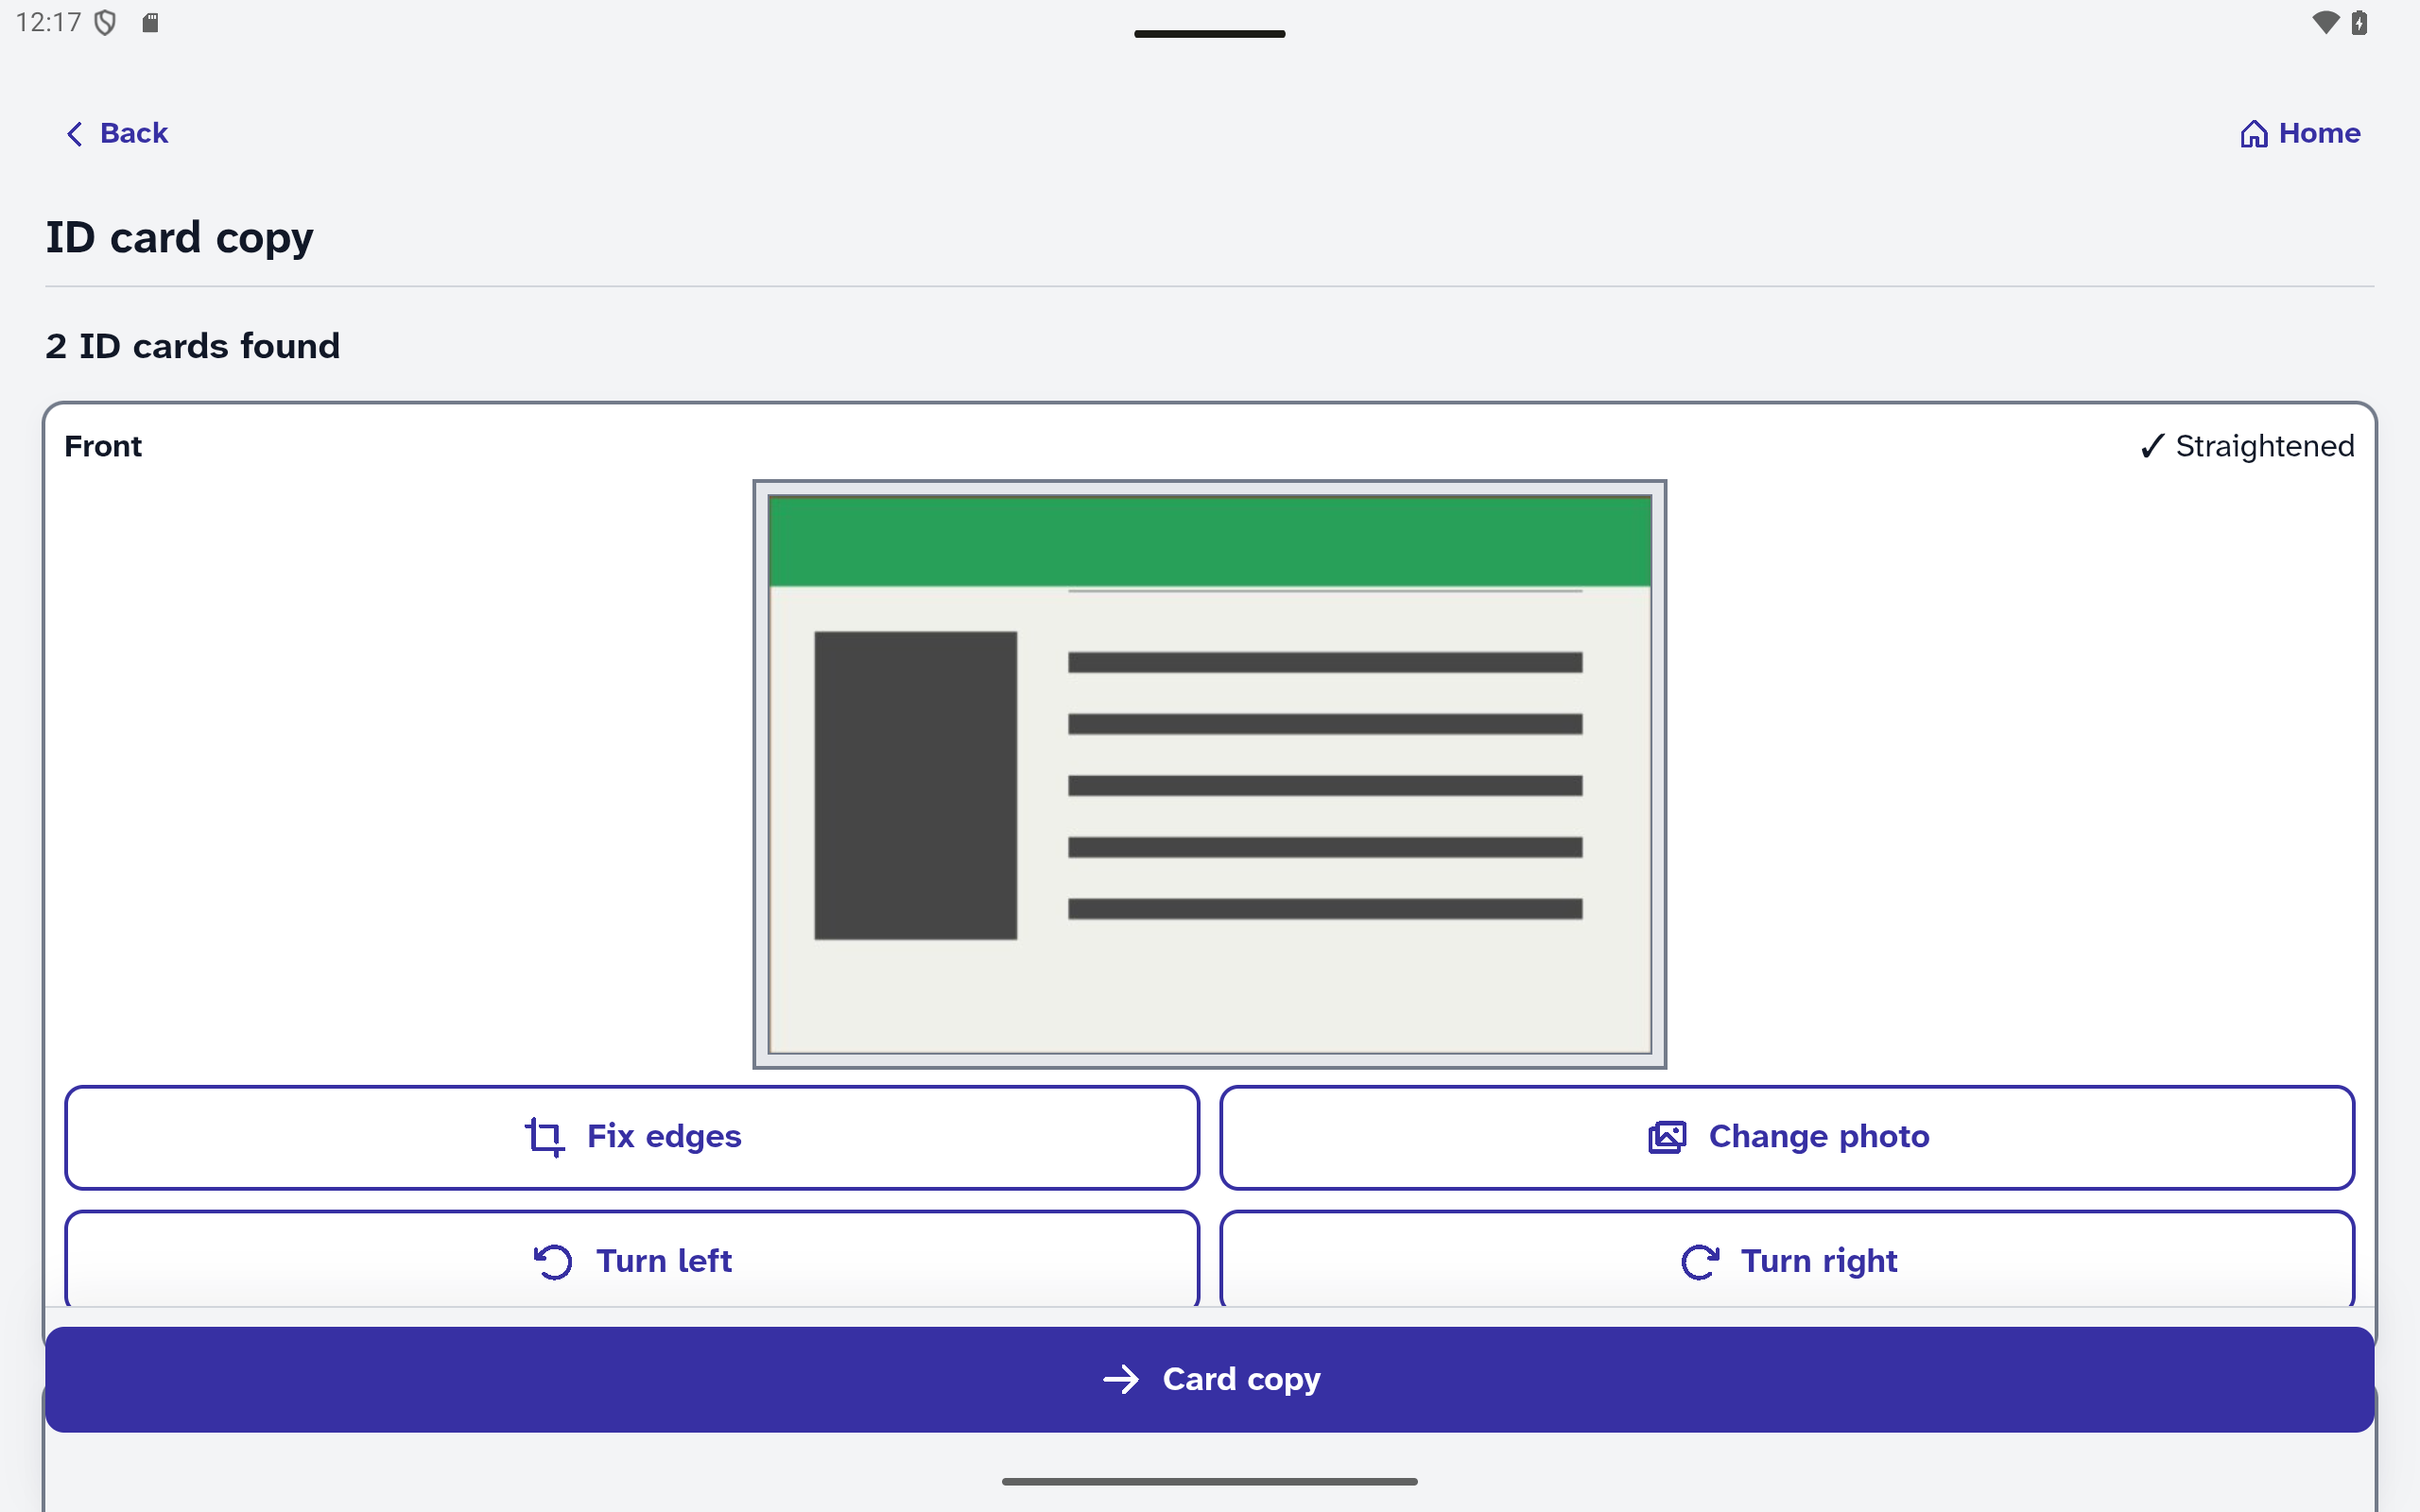 12:17
Back
Home
ID card copy
2 ID cards found
Front
✓ Straightened
Fix edges
Change photo
Turn left
Turn right
Card copy